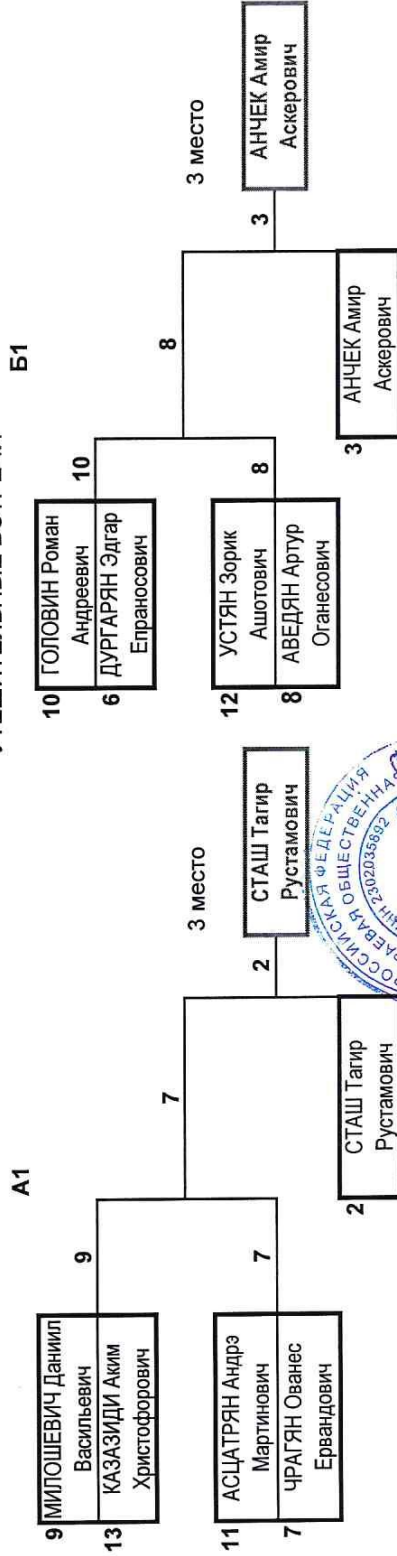 А1
9 МИЛОШЕВИЧ Даниил
Васильевич
13 КАЗАЗИДИ Аким
Христофорович
9
11 АСЦАТРЯН Андрэ
Мартинович
7 ЧРАГЯН Ованес
Ервандович
7
7
2 СТАШ Тагир
Рустамович
2
3 место
СТАШ Тагир
Рустамович
Б1
10 ГОЛОВИН Роман
Андреевич
6 ДУРГАРЯН Эдгар
Епраносович
10
12 УСТЯН Зорик
Ашотович
8 АВЕДЯН Артур
Оганесович
8
8
3 АНЧЕК Амир
Аскерович
3
3 место
АНЧЕК Амир
Аскерович
РОССИЙСКАЯ ФЕДЕРАЦИЯ
2302035892